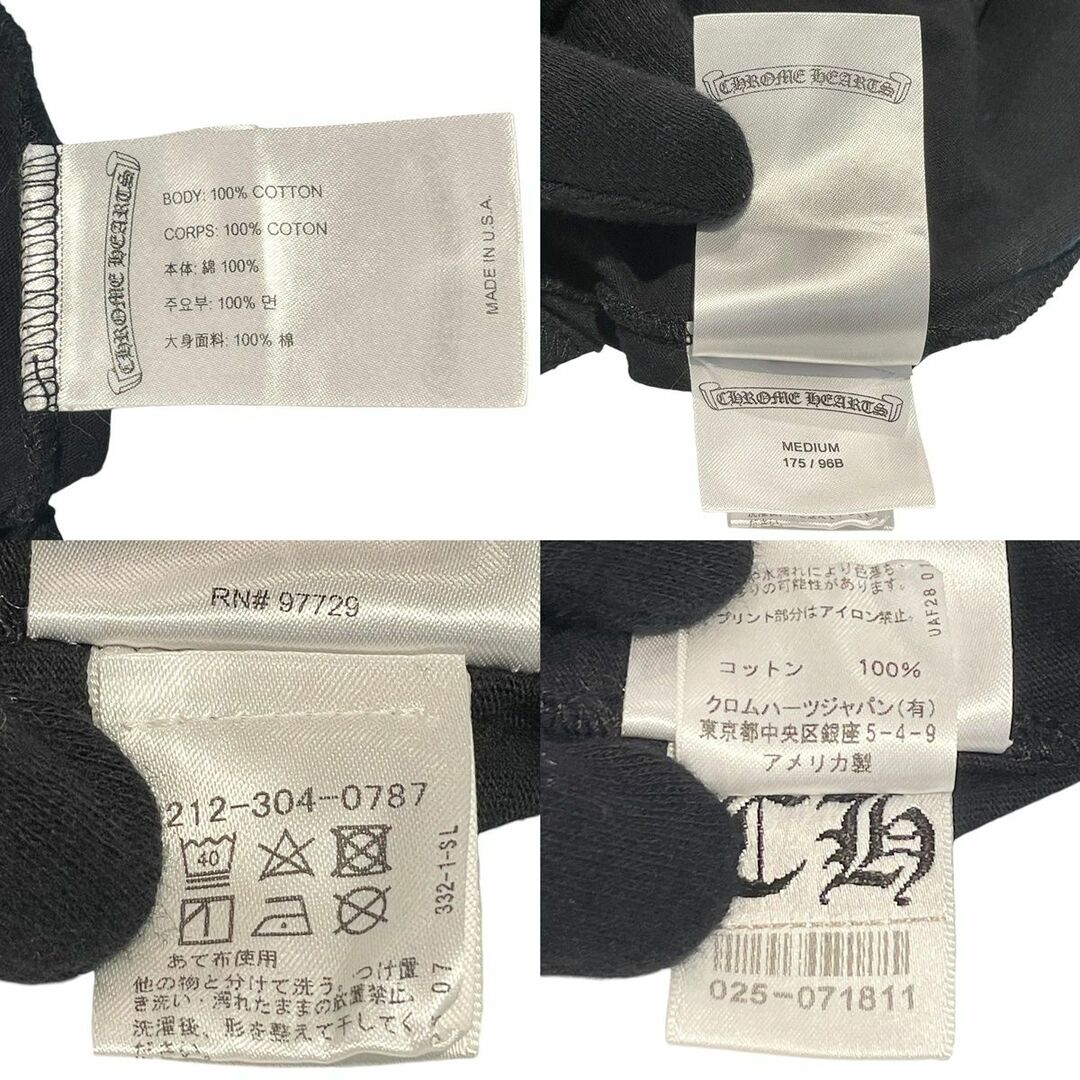 CHROME HEARTS
BODY: 100% COTTON
CORPS: 100% COTON
本体: 綿 100%
주요부: 100% 면
大身面料: 100% 棉
MADE IN U.S.A.
CHROME HEARTS
CHROME HEARTS
MEDIUM
175 / 96B
RN# 97729
212-304-0787
40
332-1-SL
07
あて布使用
他の物と分けて洗う。つけ置
き洗い・濡れたままの放置禁止。
洗濯後、形を整えて干してく
ださい。
水濡れにより色落ち
の可能性があります。
プリント部分はアイロン禁止。
UAF28 01
コットン 100%
クロムハーツジャパン(有)
東京都中央区銀座5-4-9
アメリカ製
CH
025-071811